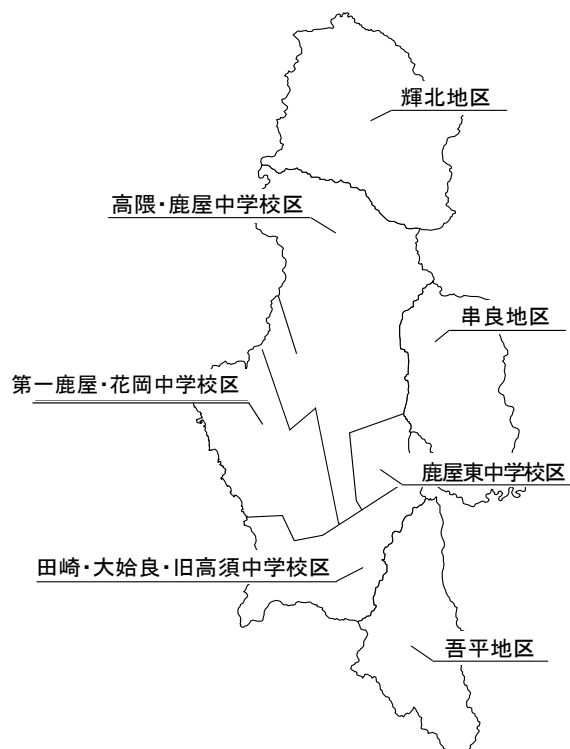 輝北地区
高隈・鹿屋中学校区
串良地区
第一鹿屋・花岡中学校区
鹿屋東中学校区
田崎・大姶良・旧高須中学校区
吾平地区